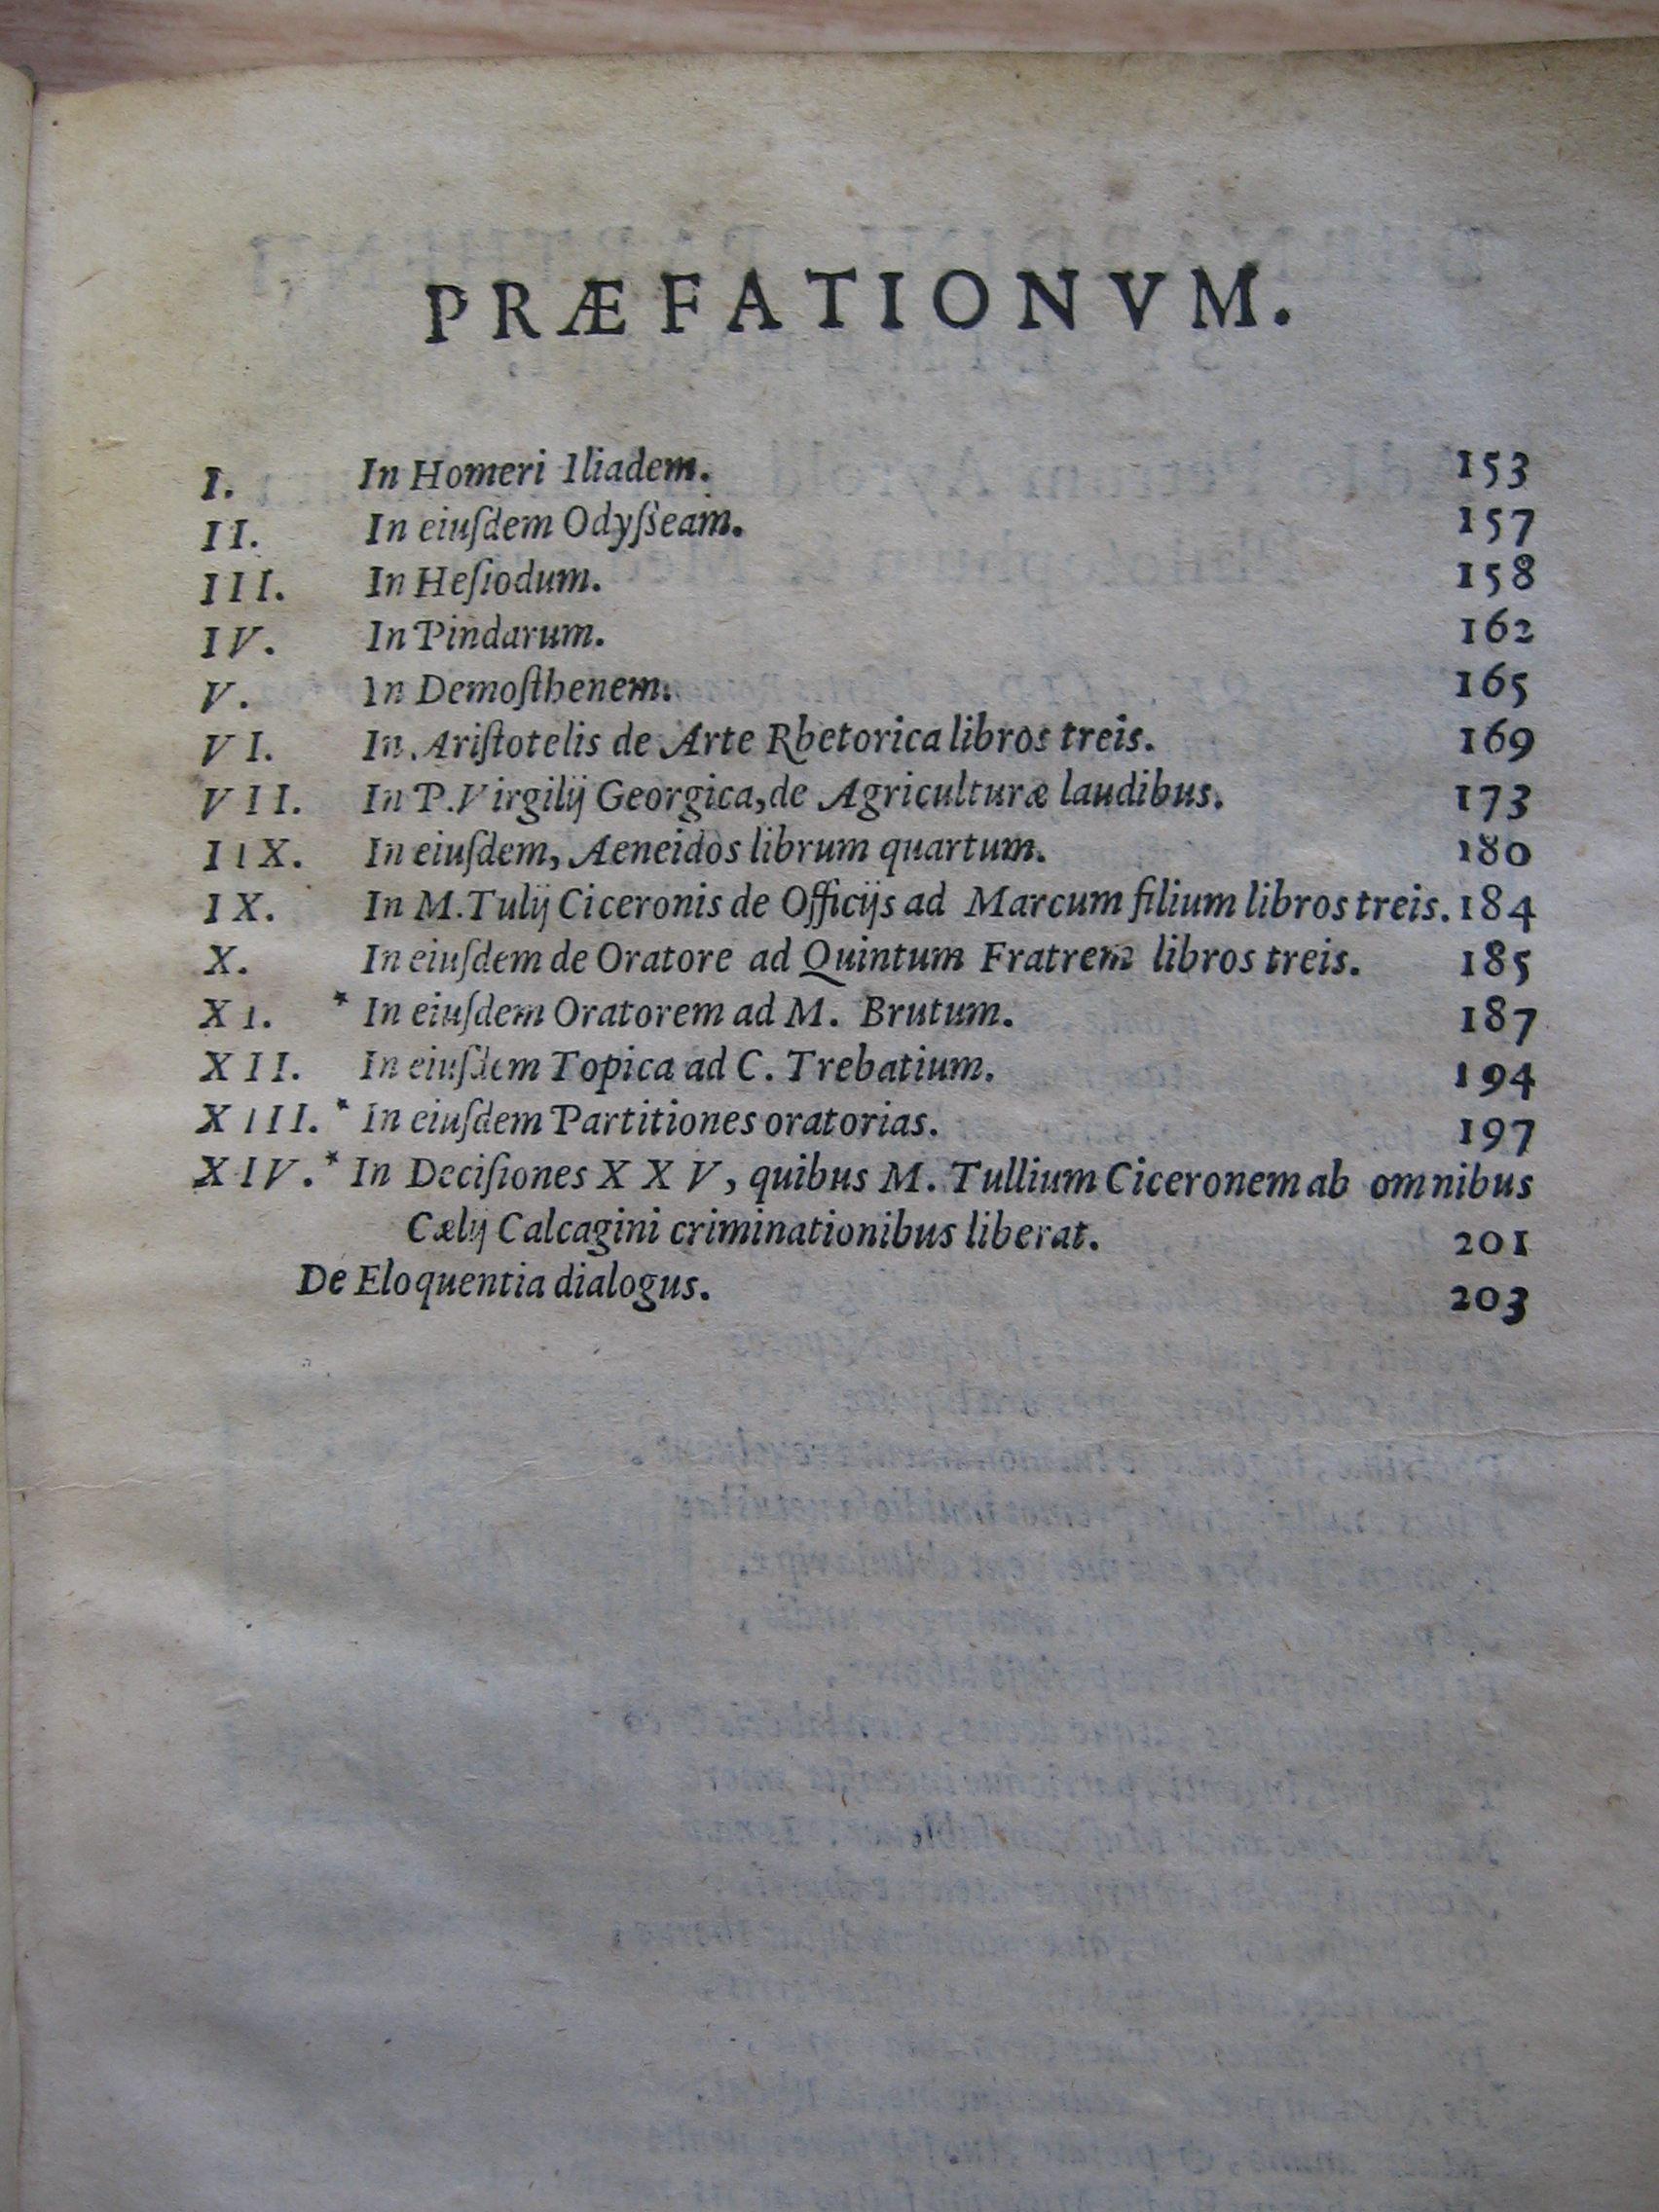 PRÆFATIONVM.
I. In Homeri Iliadem. 153
II. In eiuſdem Odyſſeam. 157
III. In Heſiodum. 158
IV. In Pindarum. 162
V. In Demoſthenem. 165
VI. In Ariſtotelis de Arte Rhetorica libros treis. 169
VII. In P. Virgilij Georgica, de Agriculturæ laudibus. 173
IIX. In eiuſdem, Aeneidos librum quartum. 180
IX. In M. Tulij Ciceronis de Officijs ad Marcum filium libros treis. 184
X. In eiuſdem de Oratore ad Quintum Fratrem libros treis. 185
XI. * In eiuſdem Oratorem ad M. Brutum. 187
XII. In eiuſdem Topica ad C. Trebatium. 194
XIII. * In eiuſdem Partitiones oratorias. 197
XIV. * In Deciſiones XXV, quibus M. Tullium Ciceronem ab omnibus
Cælij Calcagini criminationibus liberat. 201
De Eloquentia dialogus. 203